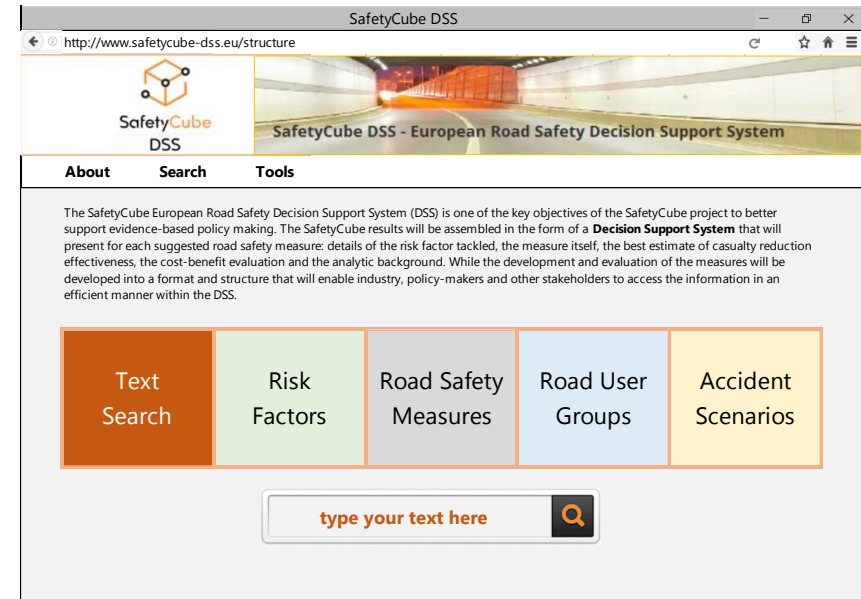 SafetyCube DSS
http://www.safetycube-dss.eu/structure
SafetyCube
DSS
SafetyCube DSS - European Road Safety Decision Support System
About Search Tools
The SafetyCube European Road Safety Decision Support System (DSS) is one of the key objectives of the SafetyCube project to better
support evidence-based policy making. The SafetyCube results will be assembled in the form of a Decision Support System that will
present for each suggested road safety measure: details of the risk factor tackled, the measure itself, the best estimate of casualty reduction
effectiveness, the cost-benefit evaluation and the analytic background. While the development and evaluation of the measures will be
developed into a format and structure that will enable industry, policy-makers and other stakeholders to access the information in an
efficient manner within the DSS.
Text
Search
Risk
Factors
Road Safety
Measures
Road User
Groups
Accident
Scenarios
type your text here